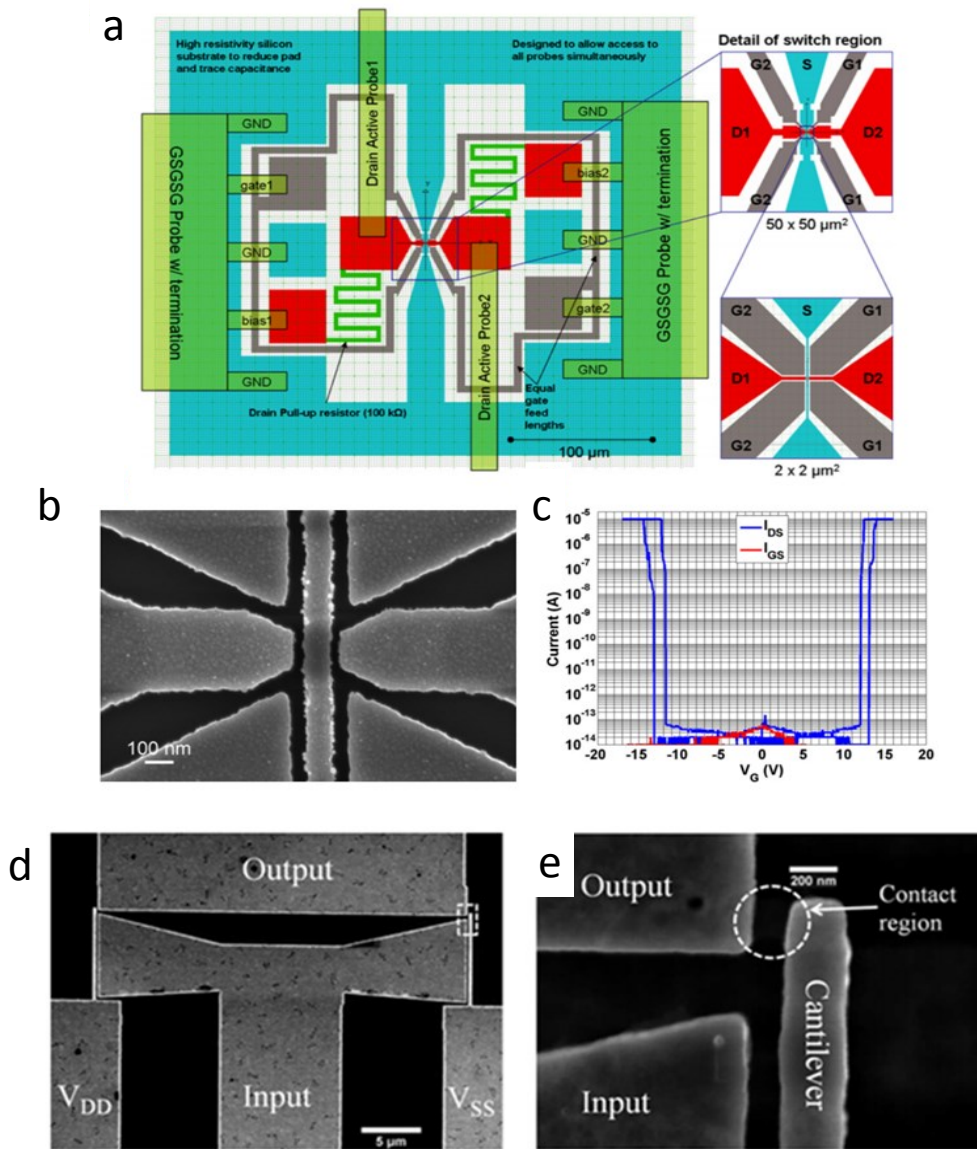 a
High resistivity silicon
substrate to reduce pad
and trace capacitance
Designed to allow access to
all probes simultaneously
Drain Active Probe1
GSGSG Probe w/ termination
GND
gate1
GND
bias1
GND
GND
bias2
GND
gate2
GND
GSGSG Probe w/ termination
Drain Active Probe2
Drain Pull-up resistor (100 kΩ)
Equal
gate
feed
lengths
100 µm
Detail of switch region
G2
S
G1
D1
D2
G2
G1
50 x 50 µm²
G2
S
G1
D1
D2
G2
G1
2 x 2 µm²
b
100 nm
c
Current (A)
10⁻⁵
10⁻⁶
10⁻⁷
10⁻⁸
10⁻⁹
10⁻¹⁰
10⁻¹¹
10⁻¹²
10⁻¹³
10⁻¹⁴
I_DS
I_GS
-20 -15 -10 -5 0 5 10 15 20
V_G (V)
d
Output
V_DD
Input
V_SS
5 µm
e
Output
200 nm
Contact
region
Cantilever
Input